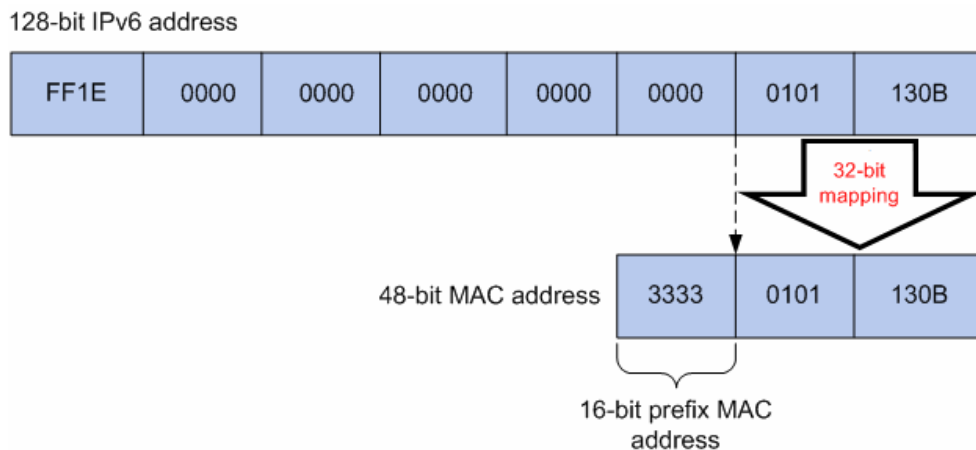 128-bit IPv6 address
FF1E 0000 0000 0000 0000 0000 0101 130B
32-bit
mapping
48-bit MAC address 3333 0101 130B
16-bit prefix MAC
address